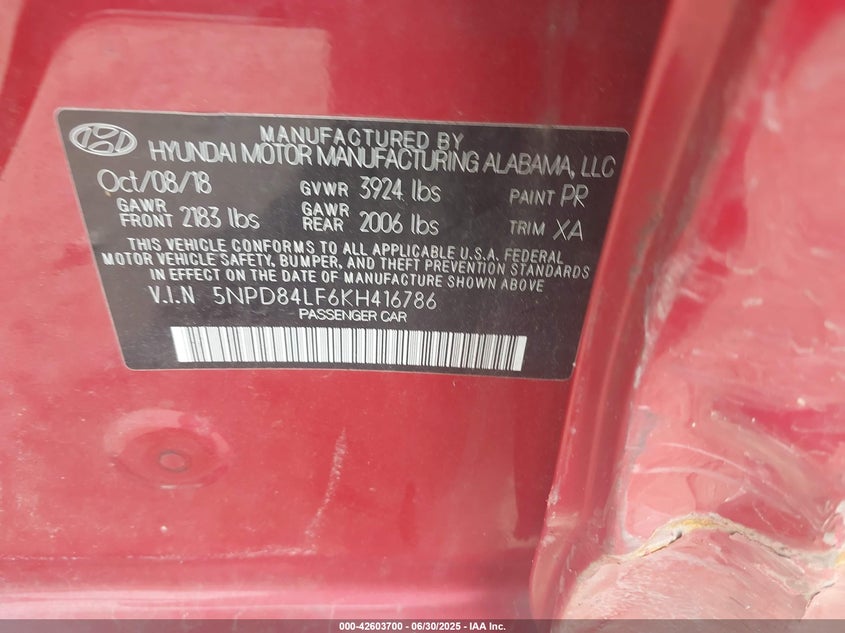 MANUFACTURED BY
HYUNDAI MOTOR MANUFACTURING ALABAMA, LLC
Oct/08/18 GVWR 3924 lbs PAINT PR
GAWR FRONT 2183 lbs GAWR REAR 2006 lbs TRIM XA
THIS VEHICLE CONFORMS TO ALL APPLICABLE U.S.A. FEDERAL
MOTOR VEHICLE SAFETY, BUMPER, AND THEFT PREVENTION STANDARDS
IN EFFECT ON THE DATE OF MANUFACTURE SHOWN ABOVE.
V.I.N 5NPD84LF6KH416786
PASSENGER CAR
000-42603700 - 06/30/2025 - IAA Inc.